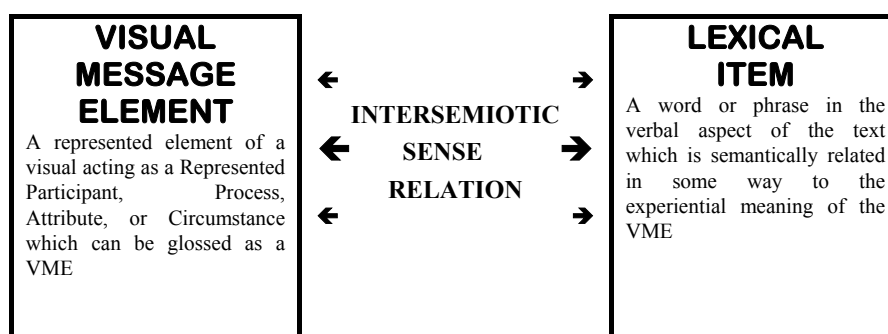 VISUAL
MESSAGE
ELEMENT
A represented element of a
visual acting as a Represented
Participant, Process,
Attribute, or Circumstance
which can be glossed as a
VME
INTERSEMIOTIC
SENSE
RELATION
LEXICAL
ITEM
A word or phrase in the
verbal aspect of the text
which is semantically related
in some way to the
experiential meaning of the
VME